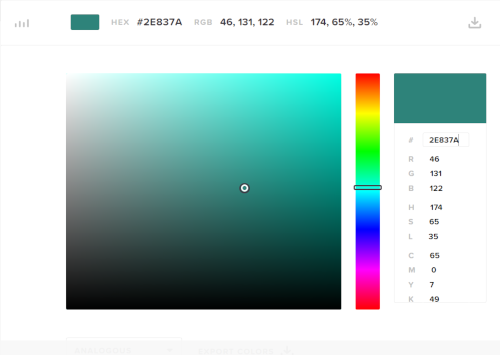 HEX #2E837A RGB 46, 131, 122 HSL 174, 65%, 35%
# 2E837A
R 46
G 131
B 122
H 174
S 65
L 35
C 65
M 0
Y 7
K 49